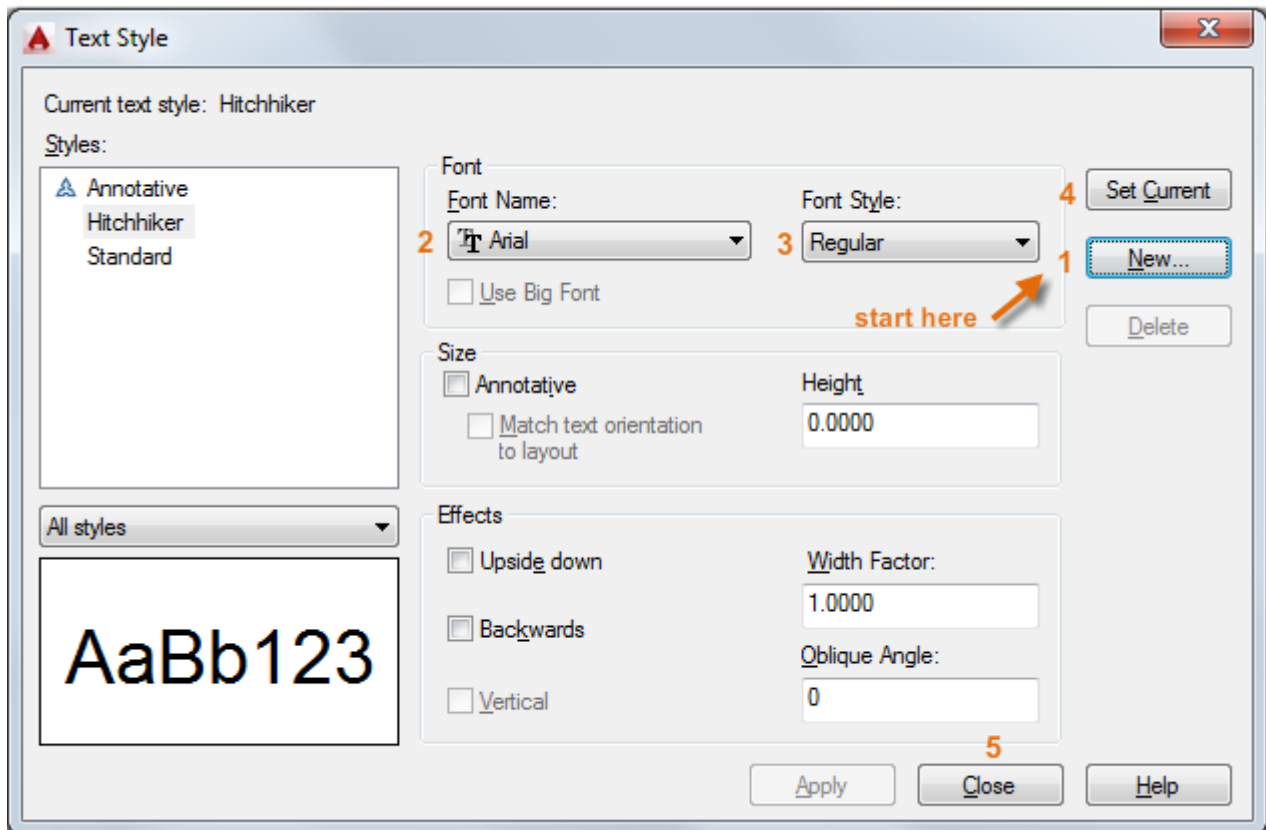 Text Style
X
Current text style: Hitchhiker
Styles:
Annotative
Hitchhiker
Standard
All styles
AaBb123
Font
Font Name:
2
Arial
Use Big Font
Font Style:
3
Regular
start here
4
Set Current
1
New...
Delete
Size
Annotative
Match text orientation
to layout
Height
0.0000
Effects
Upside down
Backwards
Vertical
Width Factor:
1.0000
Oblique Angle:
0
5
Apply
Close
Help